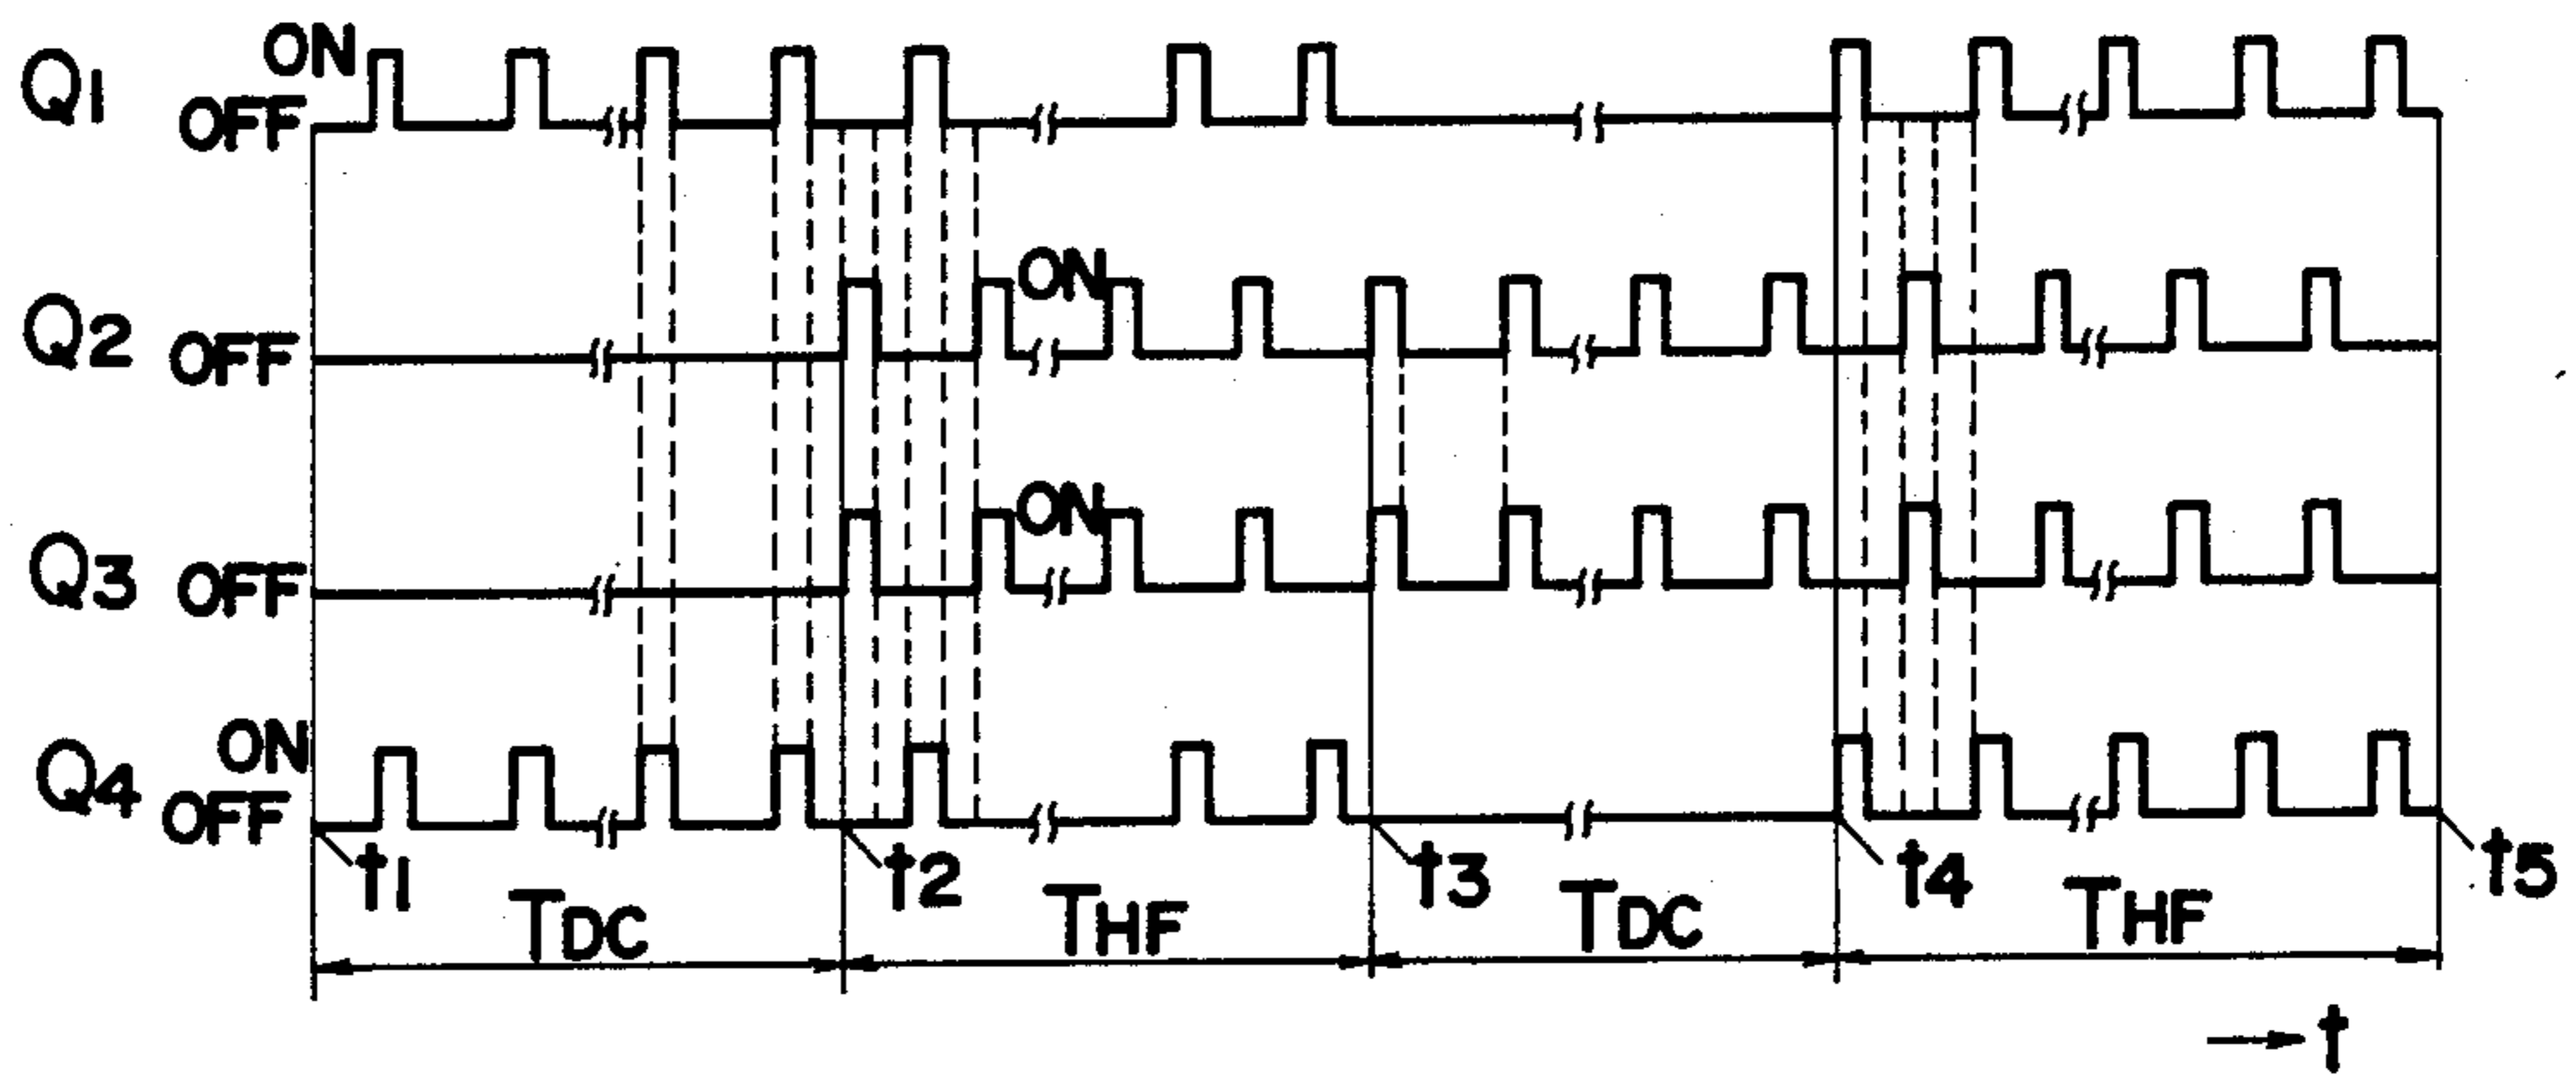 Q1 ON OFF
Q2 OFF ON
Q3 OFF ON
Q4 ON OFF
t1 t2 t3 t4 t5
TDC THF TDC THF
t